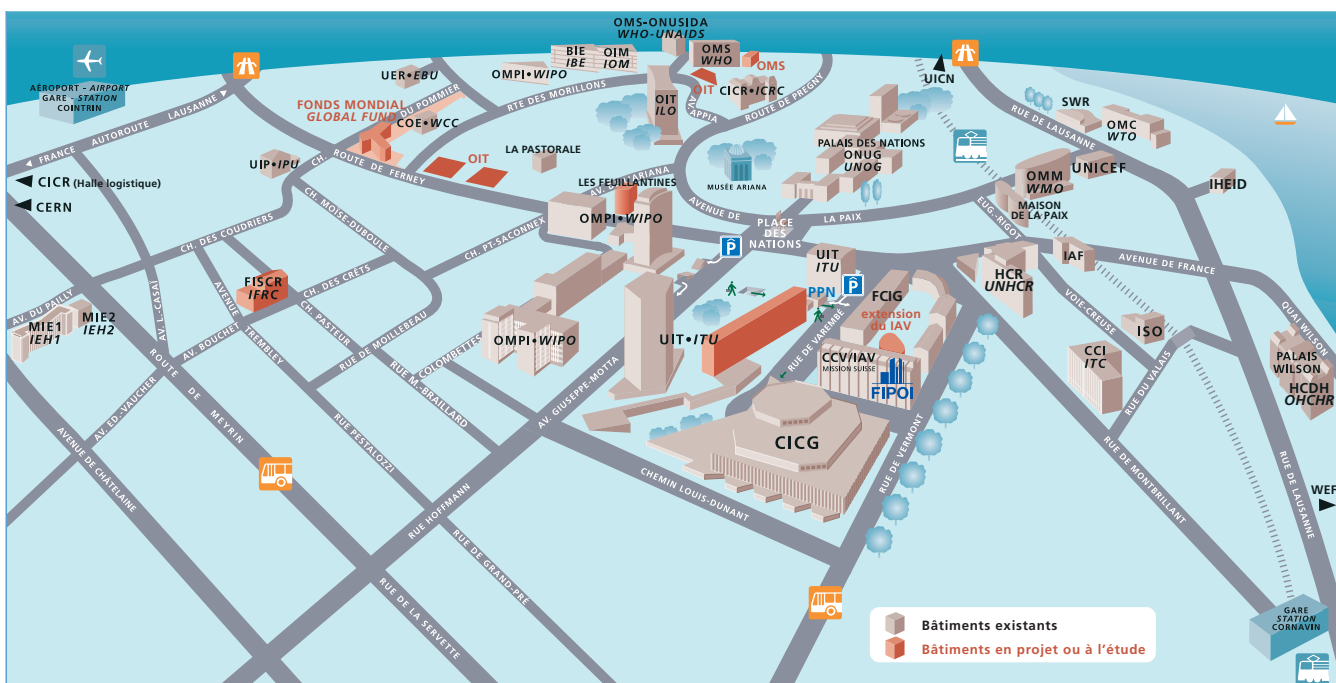 OMS-ONUSIDA
WHO-UNAIDS
BIE
IBE
OIM
IOM
OMS
WHO
OMS
OIT
UER•EBU
OMPI•WIPO
OIT
ILO
CICR•ICRC
UICN
AÉROPORT - AIRPORT
GARE - STATION
COINTRIN
FONDS MONDIAL
GLOBAL FUND
DU POMMIER
RTE DES MORILLONS
AV. APPIA
ROUTE DE PREGNY
RUE DE LAUSANNE
SWR
OMC
WTO
FRANCE AUTOROUTE LAUSANNE
COE•WCC
UIP•IPU
CH.
ROUTE DE FERNEY
OIT
LA PASTORALE
MUSÉE ARIANA
PALAIS DES NATIONS
ONUG
UNOG
UNICEF
OMM
WMO
IHEID
CICR (Halle logistique)
CERN
LES FEUILLANTINES
AV. DE L'ARIANA
OMPI•WIPO
AVENUE DE
LA PAIX
PLACE
DES
NATIONS
MAISON
DE LA PAIX
EUG.-RIGOT
CH. DES COUDRIERS
CH. MOISE-DUBOULE
CH. PT-SACONNEX
P
UIT
ITU
P
PPN
HCR
UNHCR
IAF
AVENUE DE FRANCE
FISCR
IFRC
CH. DES CRÊTS
FCIG
extension
du IAV
VOIE-CREUSE
QUAI WILSON
AV. DU PAILLY
MIE1
IEH1
MIE2
IEH2
AV. L.-CASAÏ
AV. BOUCHET
AVENUE TREMBLEY
CH. PASTEUR
RUE DE MOILLEBEAU
OMPI•WIPO
UIT•ITU
RUE DE VAREMBÉ
CCV/IAV
MISSION SUISSE
FIPOI
ISO
CCI
ITC
RUE DU VALAIS
PALAIS
WILSON
HCDH
OHCHR
COLOMBETTES
RUE M.-BRAILLARD
AV. GIUSEPPE-MOTTA
AV. ED.-VAUCHER
ROUTE DE MEYRIN
RUE PESTALOZZI
AVENUE DE CHÂTELAINE
CICG
RUE DE VERMONT
RUE DE MONTBRILLANT
RUE DE LAUSANNE
CHEMIN LOUIS-DUNANT
WEF
RUE HOFFMANN
RUE DE GRAND-PRÉ
RUE DE LA SERVETTE
GARE
STATION
CORNAVIN
Bâtiments existants
Bâtiments en projet ou à l'étude